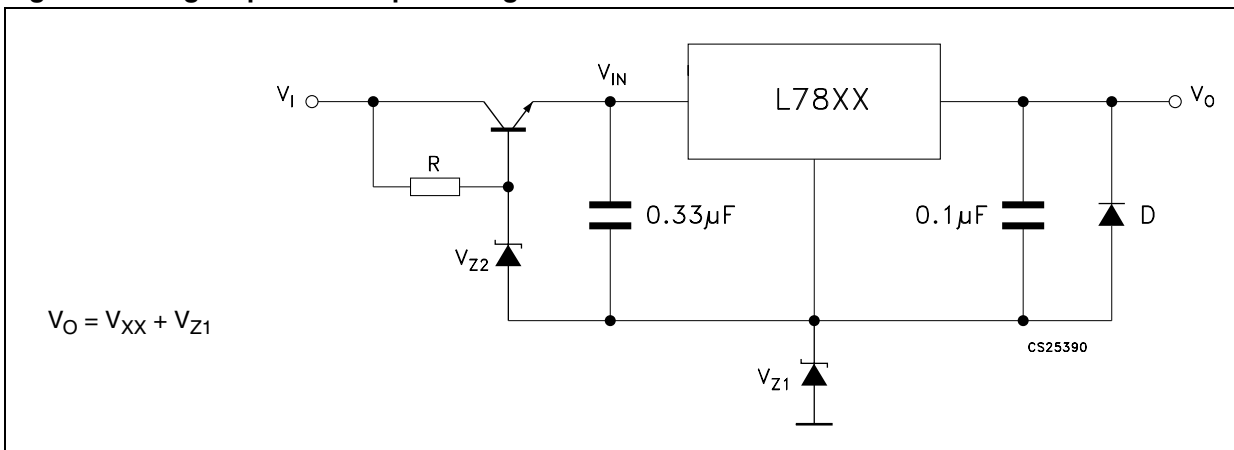 V_IN
V_I
L78XX
V_O
R
0.33µF
0.1µF
D
V_Z2
V_O = V_XX + V_Z1
CS25390
V_Z1